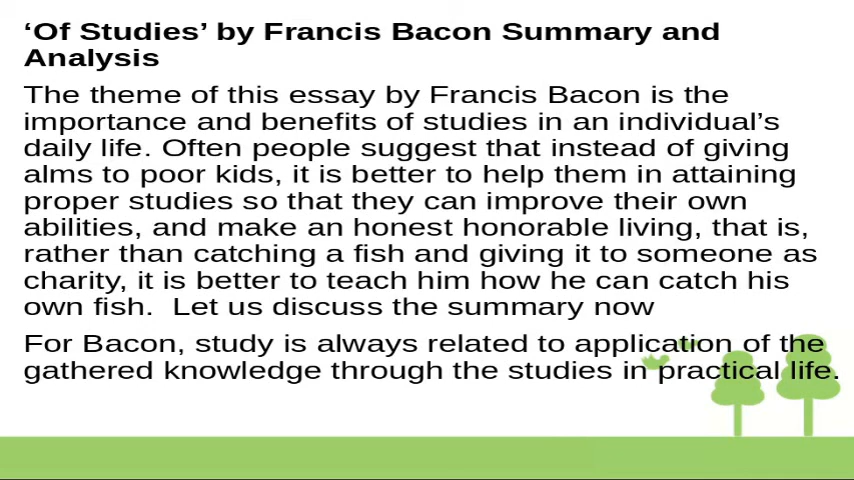 ‘Of Studies’ by Francis Bacon Summary and
Analysis
The theme of this essay by Francis Bacon is the
importance and benefits of studies in an individual’s
daily life. Often people suggest that instead of giving
alms to poor kids, it is better to help them in attaining
proper studies so that they can improve their own
abilities, and make an honest honorable living, that is,
rather than catching a fish and giving it to someone as
charity, it is better to teach him how he can catch his
own fish.  Let us discuss the summary now
For Bacon, study is always related to application of the
gathered knowledge through the studies in practical life.